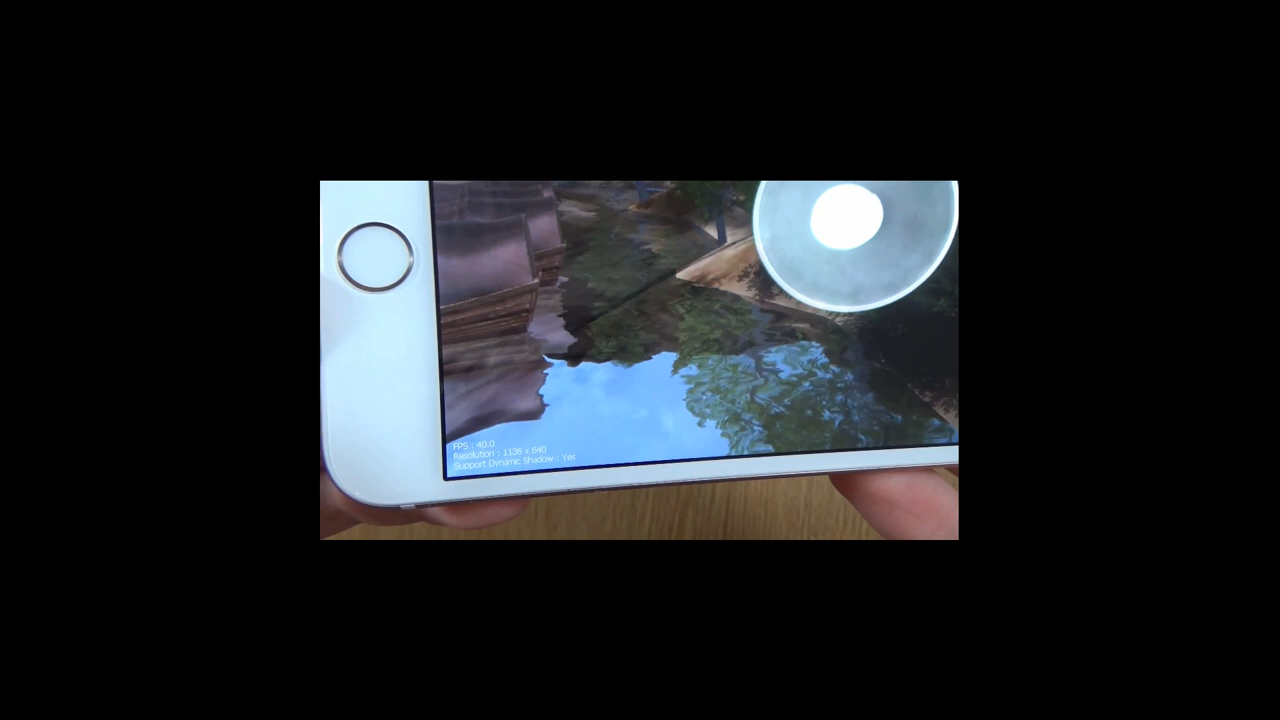 FPS : 40.0
Resolution : 1136 x 640
Support Dynamic Shadow : Yes